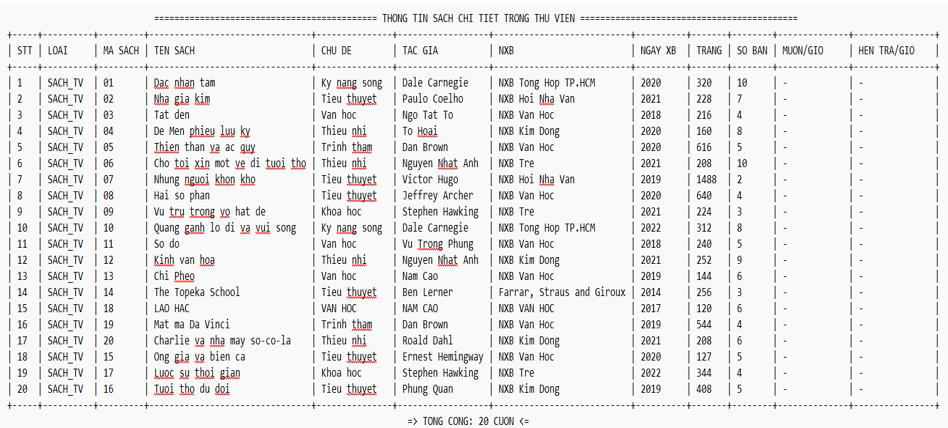 ============================================ THONG TIN SACH CHI TIET TRONG THU VIEN ===========================================
+-----+---------+---------+---------------------------------+----------------+-------------------+----------------------------+-----------+-------+--------+---------------+-----------------+
| STT | LOAI | MA SACH | TEN SACH | CHU DE | TAC GIA | NXB | NGAY XB | TRANG | SO BAN | MUON/GIO | HEN TRA/GIO |
+-----+---------+---------+---------------------------------+----------------+-------------------+----------------------------+-----------+-------+--------+---------------+-----------------+
| 1 | SACH_TV | 01 | Dac nhan tam | Ky nang song | Dale Carnegie | NXB Tong Hop TP.HCM | 2020 | 320 | 10 | - | - |
| 2 | SACH_TV | 02 | Nha gia kim | Tieu thuyet | Paulo Coelho | NXB Hoi Nha Van | 2021 | 228 | 7 | - | - |
| 3 | SACH_TV | 03 | Tat den | Van hoc | Ngo Tat To | NXB Van Hoc | 2018 | 216 | 4 | - | - |
| 4 | SACH_TV | 04 | De Men phieu luu ky | Thieu nhi | To Hoai | NXB Kim Dong | 2020 | 160 | 8 | - | - |
| 5 | SACH_TV | 05 | Thien than va ac quy | Trinh tham | Dan Brown | NXB Van Hoc | 2020 | 616 | 5 | - | - |
| 6 | SACH_TV | 06 | Cho toi xin mot ve di tuoi tho | Thieu nhi | Nguyen Nhat Anh | NXB Tre | 2021 | 208 | 10 | - | - |
| 7 | SACH_TV | 07 | Nhung nguoi khon kho | Tieu thuyet | Victor Hugo | NXB Hoi Nha Van | 2019 | 1488 | 2 | - | - |
| 8 | SACH_TV | 08 | Hai so phan | Tieu thuyet | Jeffrey Archer | NXB Van Hoc | 2020 | 640 | 4 | - | - |
| 9 | SACH_TV | 09 | Vu tru trong vo hat de | Khoa hoc | Stephen Hawking | NXB Tre | 2021 | 224 | 3 | - | - |
| 10 | SACH_TV | 10 | Quang ganh lo di va vui song | Ky nang song | Dale Carnegie | NXB Tong Hop TP.HCM | 2022 | 312 | 8 | - | - |
| 11 | SACH_TV | 11 | So do | Van hoc | Vu Trong Phung | NXB Van Hoc | 2018 | 240 | 5 | - | - |
| 12 | SACH_TV | 12 | Kinh van hoa | Thieu nhi | Nguyen Nhat Anh | NXB Kim Dong | 2021 | 252 | 9 | - | - |
| 13 | SACH_TV | 13 | Chi Pheo | Van hoc | Nam Cao | NXB Van Hoc | 2019 | 144 | 6 | - | - |
| 14 | SACH_TV | 14 | The Topeka School | Tieu thuyet | Ben Lerner | Farrar, Straus and Giroux | 2014 | 256 | 3 | - | - |
| 15 | SACH_TV | 18 | LAO HAC | VAN HOC | NAM CAO | NXB VAN HOC | 2017 | 120 | 6 | - | - |
| 16 | SACH_TV | 19 | Mat ma Da Vinci | Trinh tham | Dan Brown | NXB Van Hoc | 2019 | 544 | 4 | - | - |
| 17 | SACH_TV | 20 | Charlie va nha may so-co-la | Thieu nhi | Roald Dahl | NXB Kim Dong | 2021 | 208 | 6 | - | - |
| 18 | SACH_TV | 15 | Ong gia va bien ca | Tieu thuyet | Ernest Hemingway | NXB Van Hoc | 2020 | 127 | 5 | - | - |
| 19 | SACH_TV | 17 | Luoc su thoi gian | Khoa hoc | Stephen Hawking | NXB Tre | 2022 | 344 | 4 | - | - |
| 20 | SACH_TV | 16 | Tuoi tho du doi | Tieu thuyet | Phung Quan | NXB Kim Dong | 2019 | 408 | 5 | - | - |
+-----+---------+---------+---------------------------------+----------------+-------------------+----------------------------+-----------+-------+--------+---------------+-----------------+
=> TONG CONG: 20 CUON <=